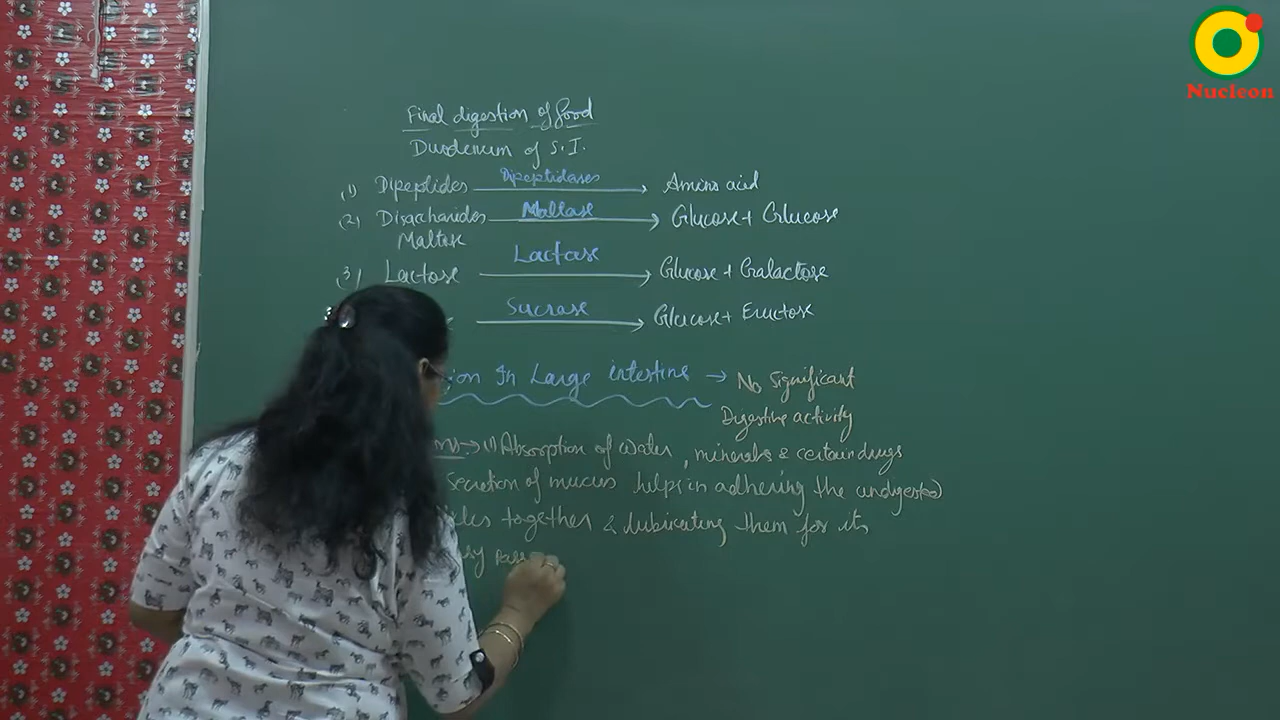 Final digestion of food
Duodenum of S.I.
(1) Dipeptides Dipeptidases Amino acid
(2) Disacharides Maltase Glucose + Glucose
Maltose
(3) Lactose Lactase Glucose + Galactose
Sucrase Glucose + Fructose
In Large intestine → No significant
Digestive activity
→ (1) Absorption of water, minerals & certain drugs
Secretion of mucus helps in adhering the undigested
together & lubricating them for its
Nucleon